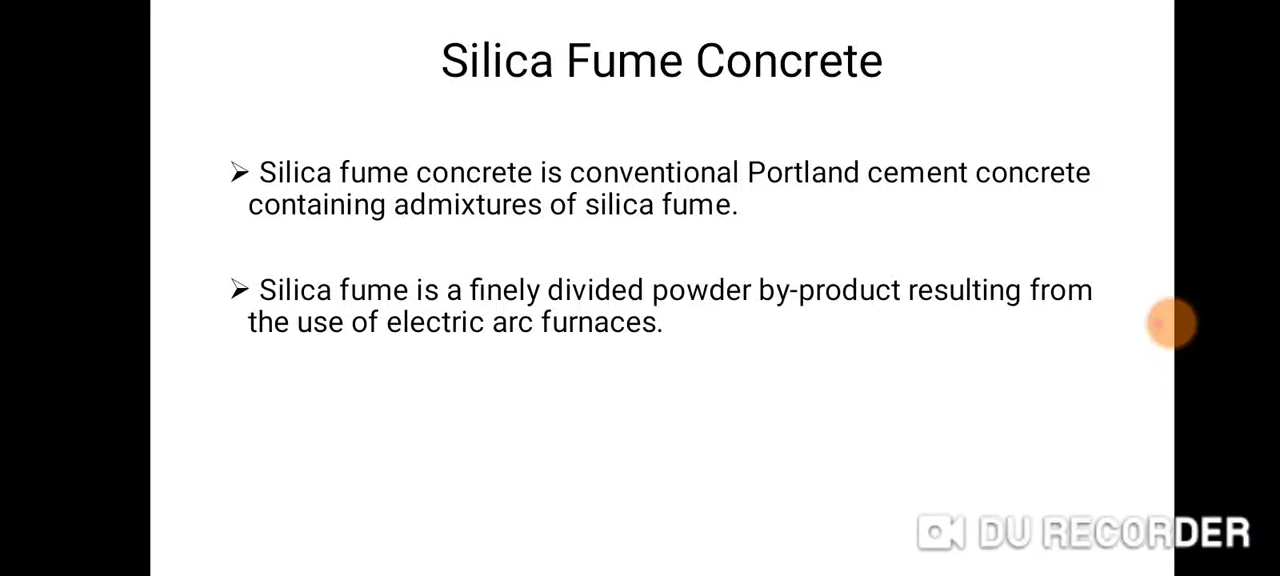 Silica Fume Concrete
➢ Silica fume concrete is conventional Portland cement concrete
containing admixtures of silica fume.
➢ Silica fume is a finely divided powder by-product resulting from
the use of electric arc furnaces.
DU RECORDER